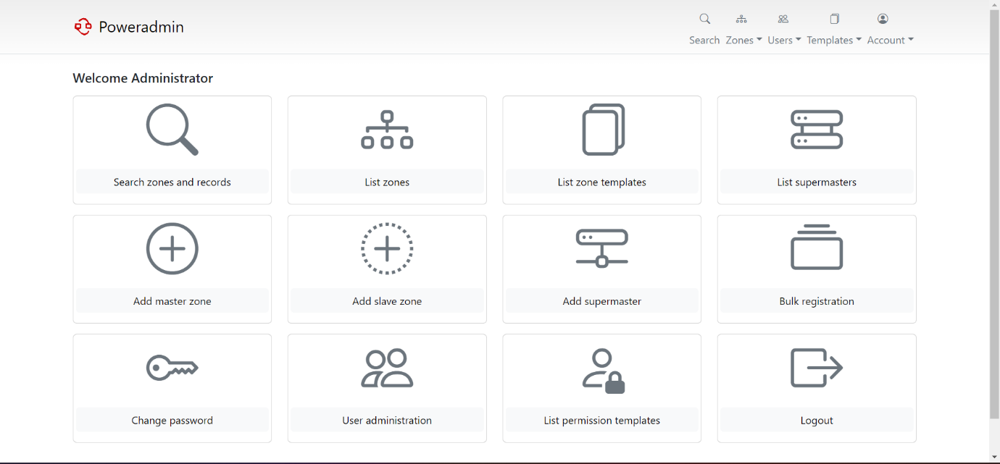 Poweradmin
Search Zones Users Templates Account
Welcome Administrator
Search zones and records
List zones
List zone templates
List supermasters
Add master zone
Add slave zone
Add supermaster
Bulk registration
Change password
User administration
List permission templates
Logout